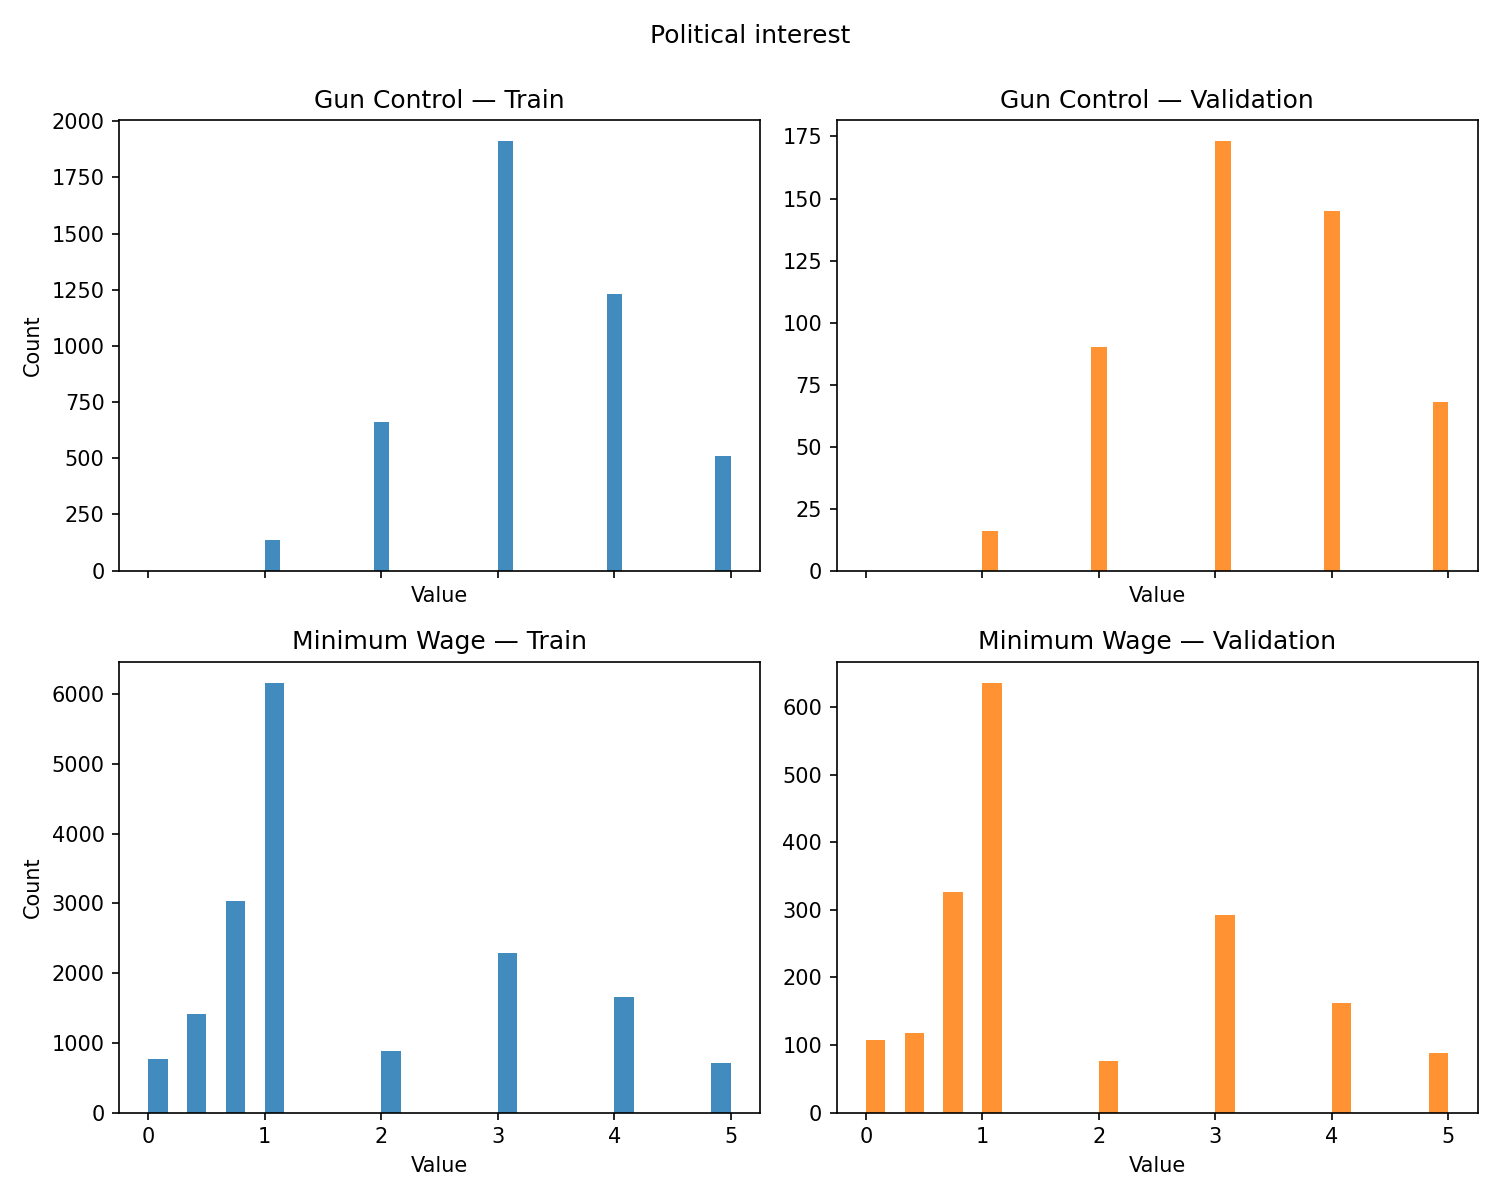 Political interest
Gun Control — Train
Gun Control — Validation
2000
1750
1500
1250
1000
750
500
250
0
Count
Value
175
150
125
100
75
50
25
0
Value
Minimum Wage — Train
Minimum Wage — Validation
6000
5000
4000
3000
2000
1000
0
Count
0 1 2 3 4 5
Value
600
500
400
300
200
100
0
0 1 2 3 4 5
Value